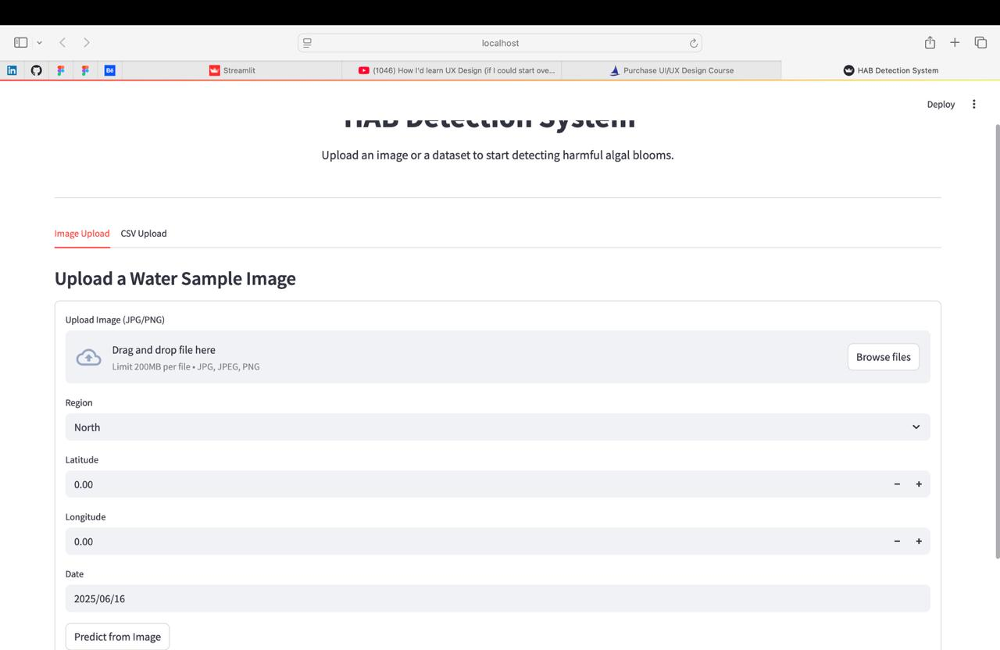 localhost
Bē
Streamlit
(1046) How I'd learn UX Design (if I could start ove...
Purchase UI/UX Design Course
HAB Detection System
Deploy
HAB Detection System
Upload an image or a dataset to start detecting harmful algal blooms.
Image Upload
CSV Upload
Upload a Water Sample Image
Upload Image (JPG/PNG)
Drag and drop file here
Limit 200MB per file • JPG, JPEG, PNG
Browse files
Region
North
Latitude
0.00
Longitude
0.00
Date
2025/06/16
Predict from Image